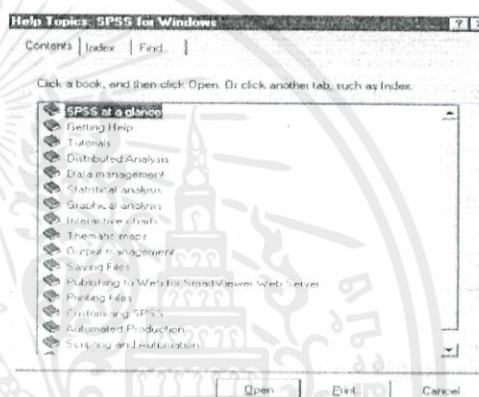 Help Topics: SPSS for Windows
Contents Index Find
Click a book, and then click Open. Or click another tab, such as Index.
SPSS at a glance
Getting Help
Tutorials
Distributed Analysis
Data management
Statistical analysis
Graphical analysis
Interactive charts
Thematic maps
Output management
Saving Files
Publishing to Web for SmartViewer Web Server
Printing Files
Customizing SPSS
Automated Production
Scripting and Automation
Open Print Cancel